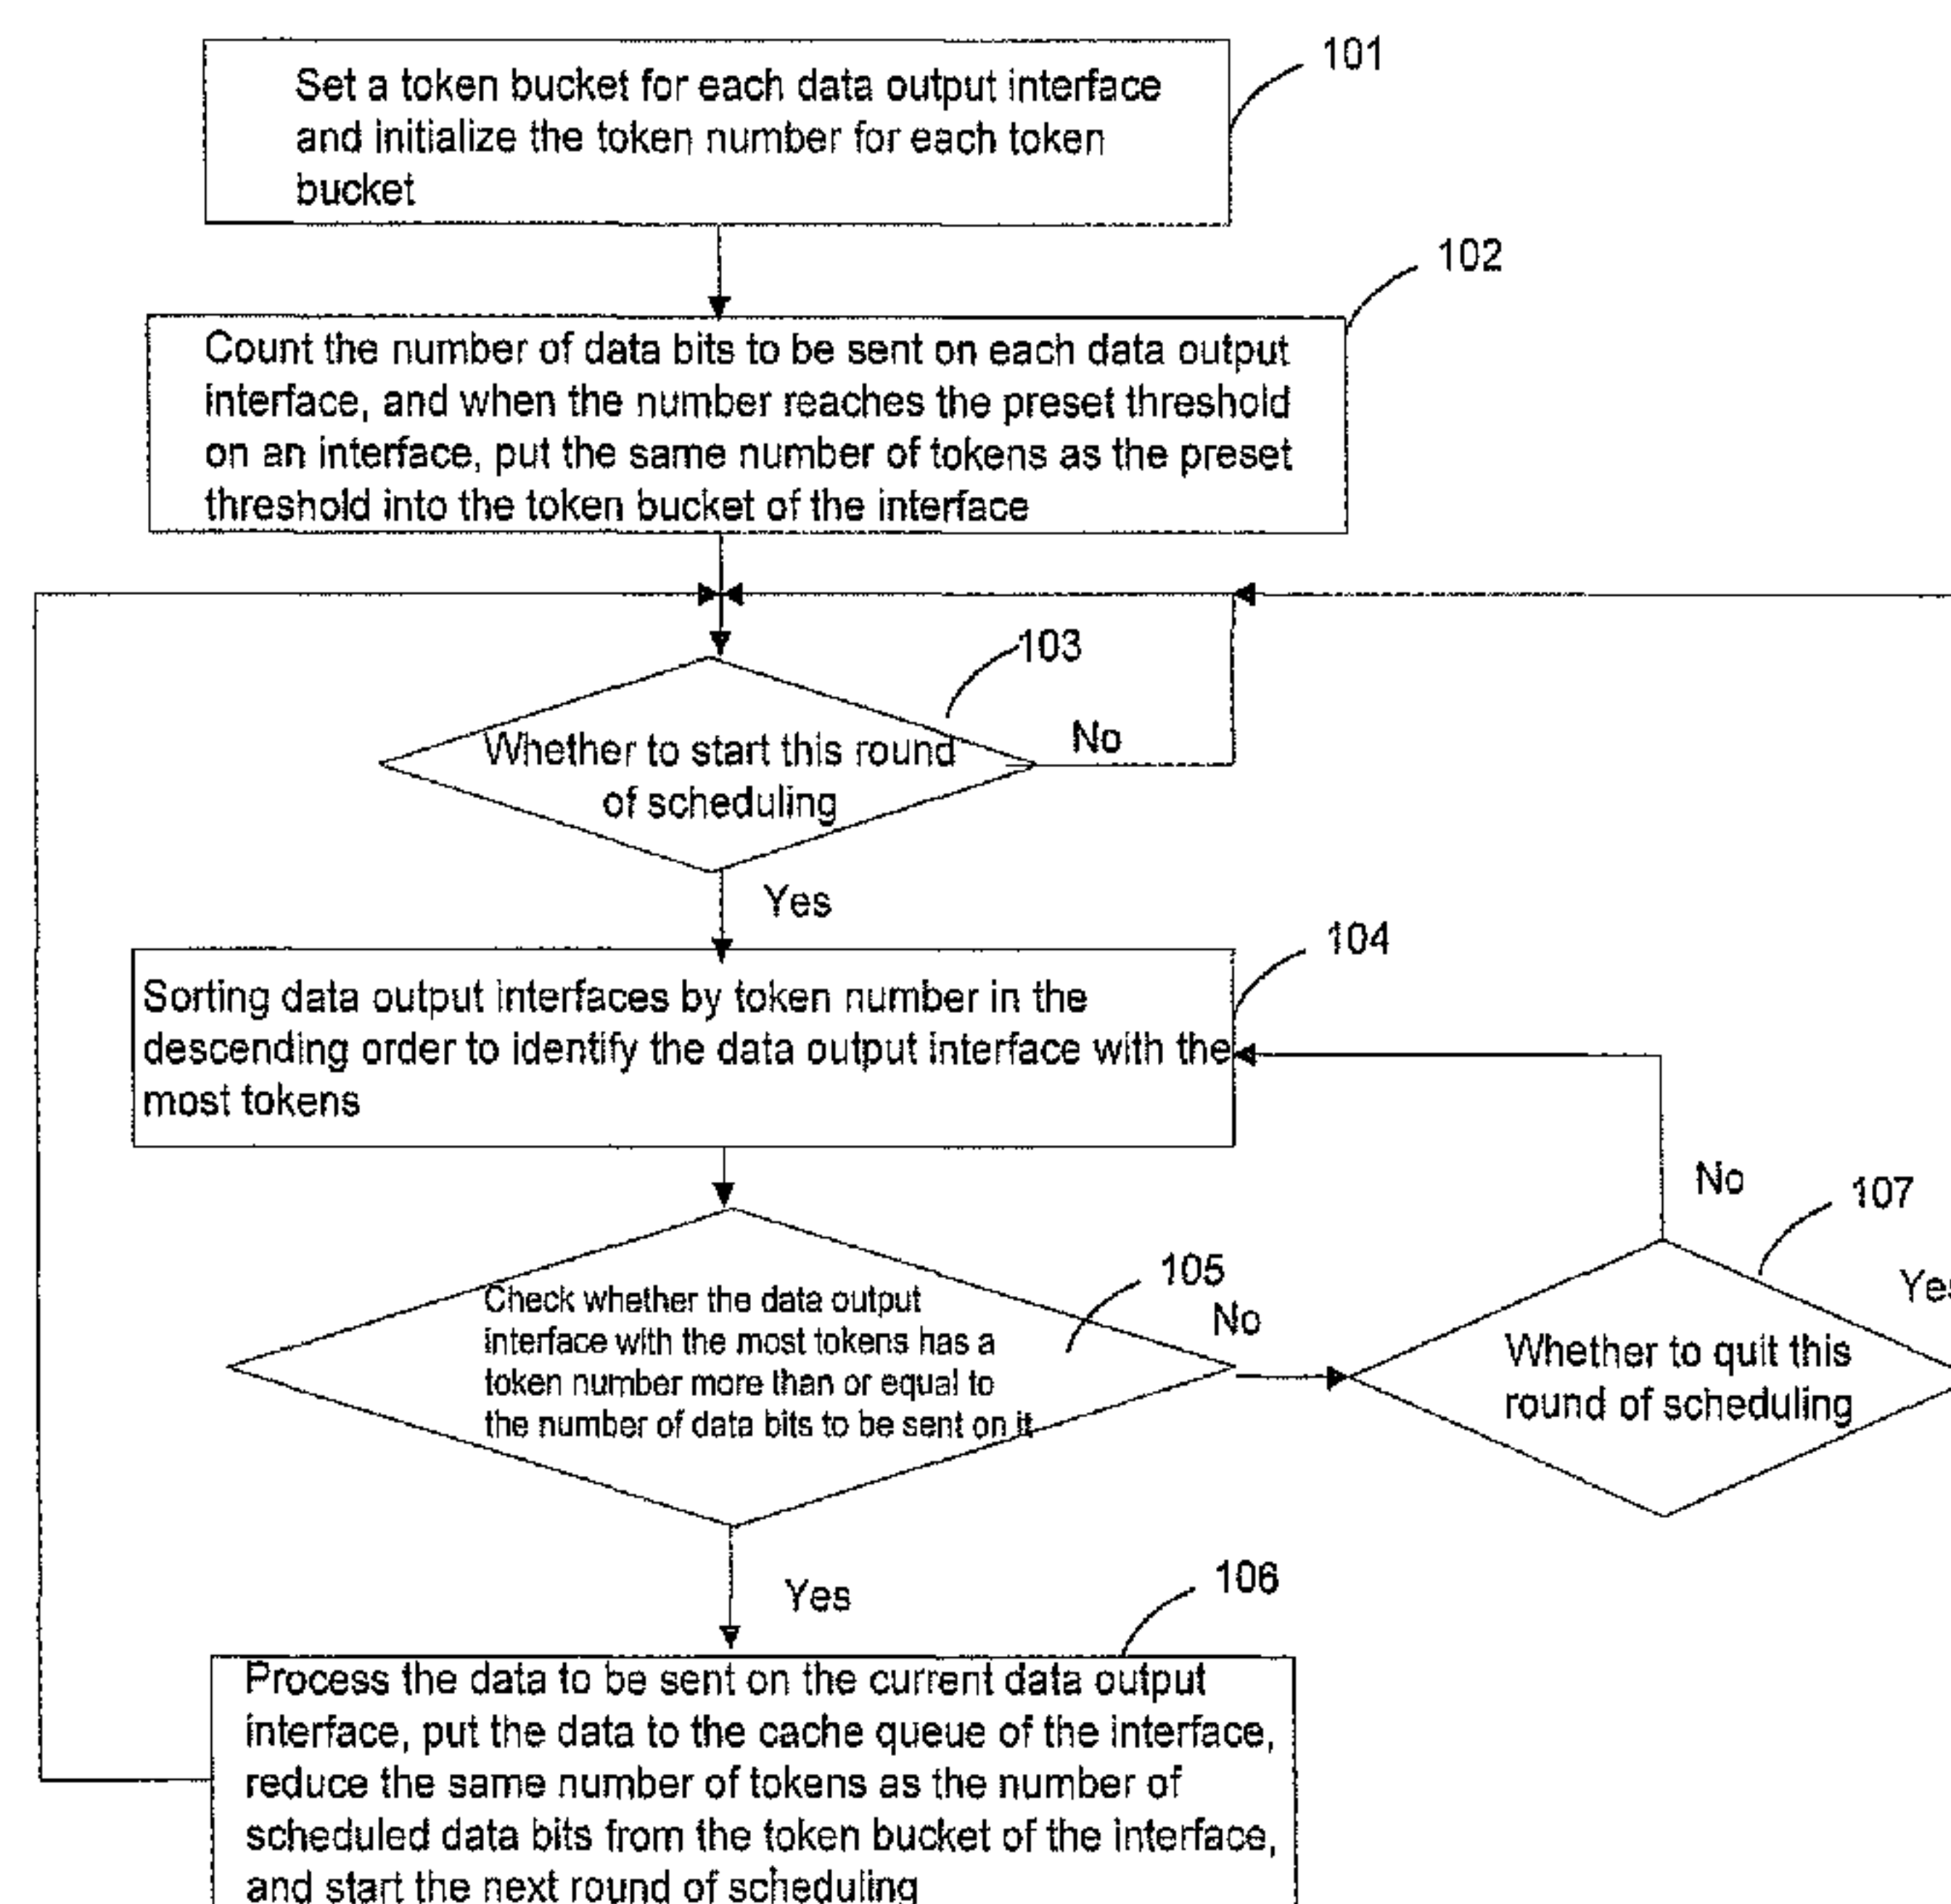 101
Set a token bucket for each data output interface
and initialize the token number for each token
bucket
102
Count the number of data bits to be sent on each data output
interface, and when the number reaches the preset threshold
on an interface, put the same number of tokens as the preset
threshold into the token bucket of the interface
103
Whether to start this round
of scheduling
No
Yes
104
Sorting data output interfaces by token number in the
descending order to identify the data output interface with the
most tokens
No
107
105
Check whether the data output
interface with the most tokens has a
token number more than or equal to
the number of data bits to be sent on it
No
Yes
Whether to quit this
round of scheduling
Yes
106
Process the data to be sent on the current data output
interface, put the data to the cache queue of the interface,
reduce the same number of tokens as the number of
scheduled data bits from the token bucket of the interface,
and start the next round of scheduling